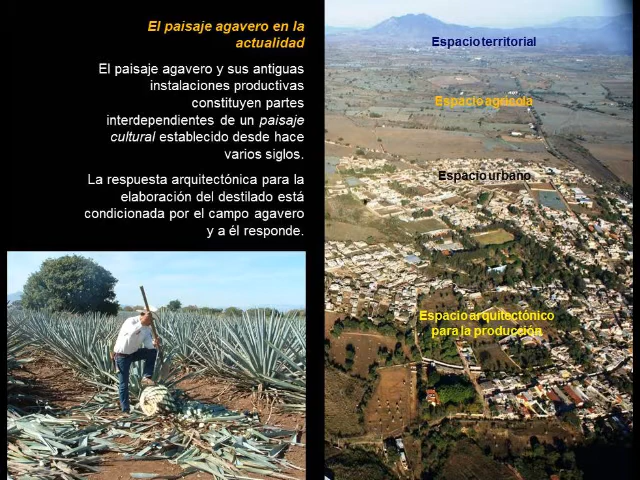 El paisaje agavero en la
actualidad
El paisaje agavero y sus antiguas
instalaciones productivas
constituyen partes
interdependientes de un paisaje
cultural establecido desde hace
varios siglos.
La respuesta arquitectónica para la
elaboración del destilado está
condicionada por el campo agavero
y a él responde.
Espacio territorial
Espacio agrícola
Espacio urbano
Espacio arquitectónico
para la producción